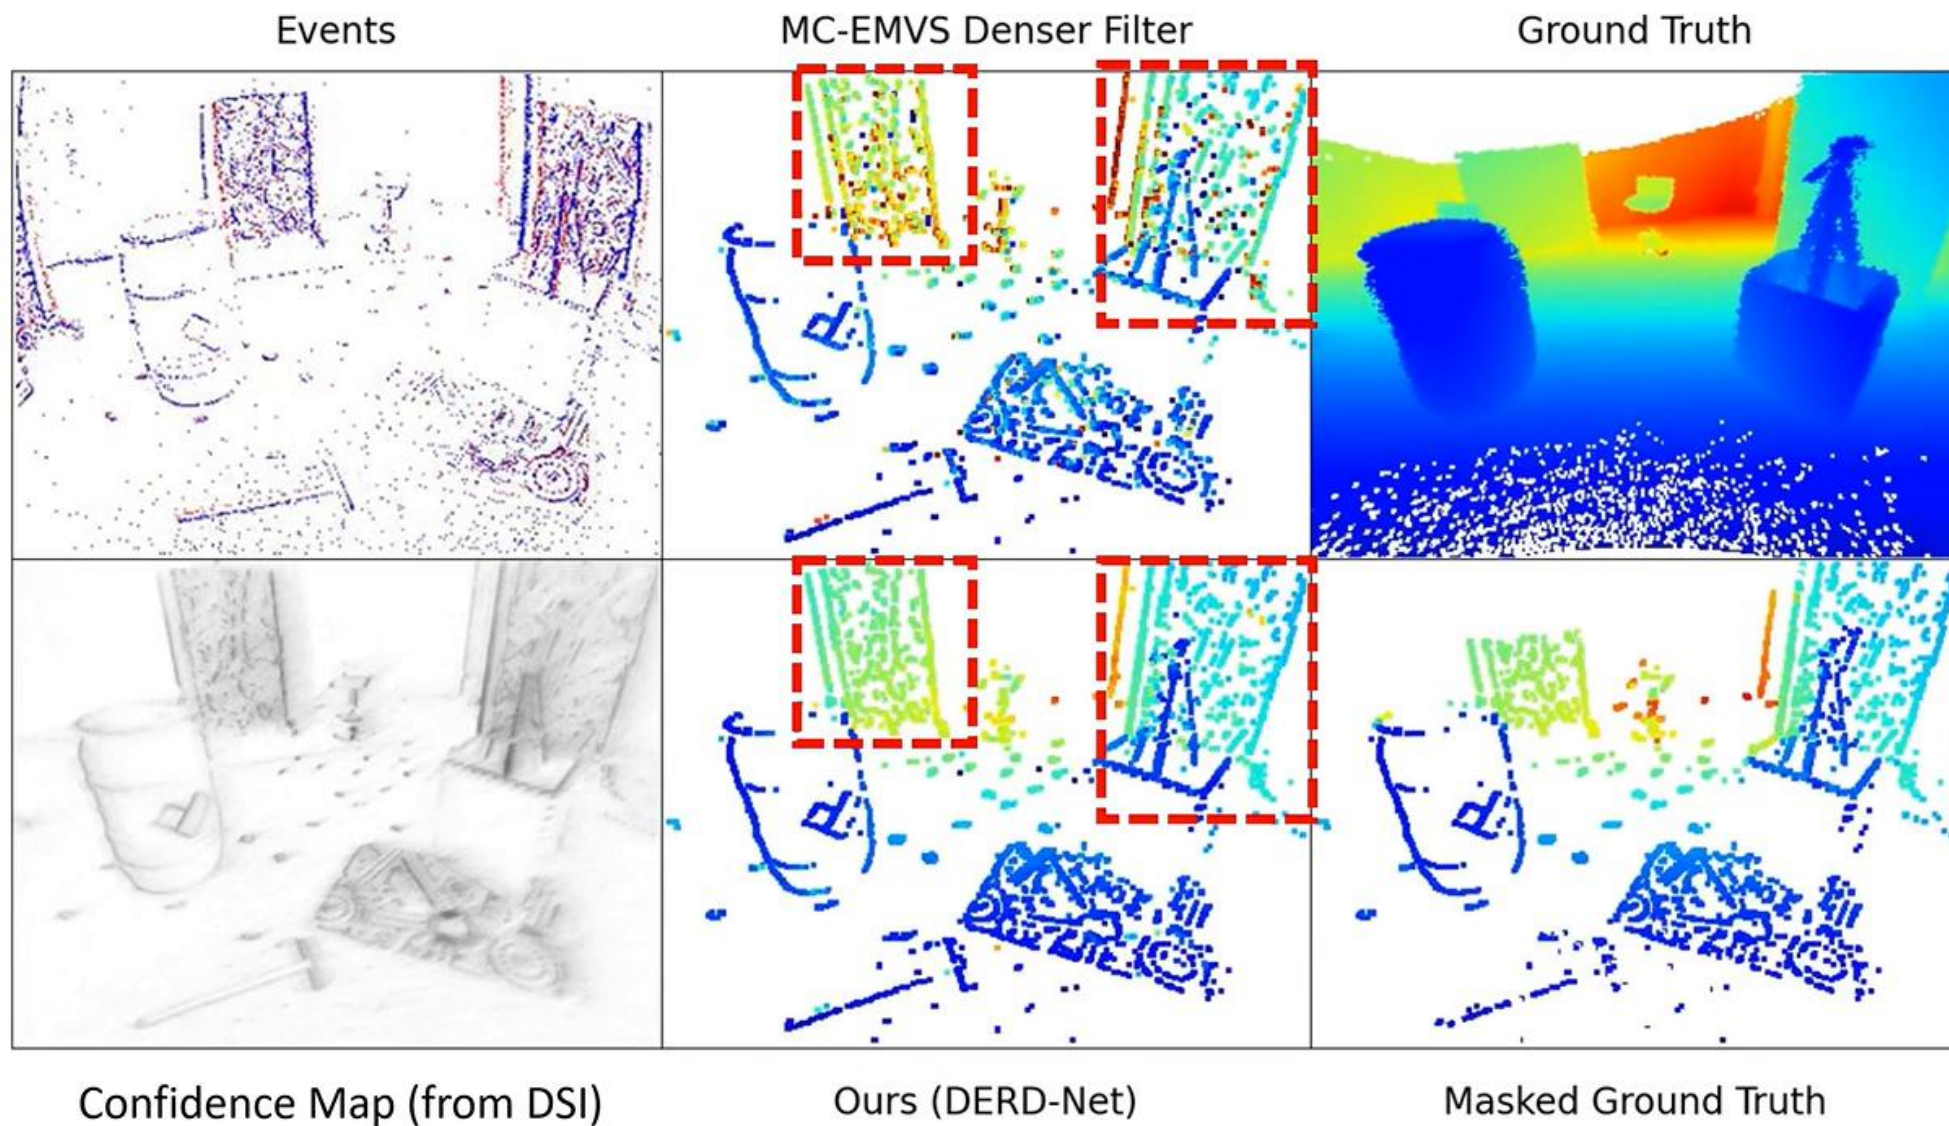 Events
MC-EMVS Denser Filter
Ground Truth
Confidence Map (from DSI)
Ours (DERD-Net)
Masked Ground Truth